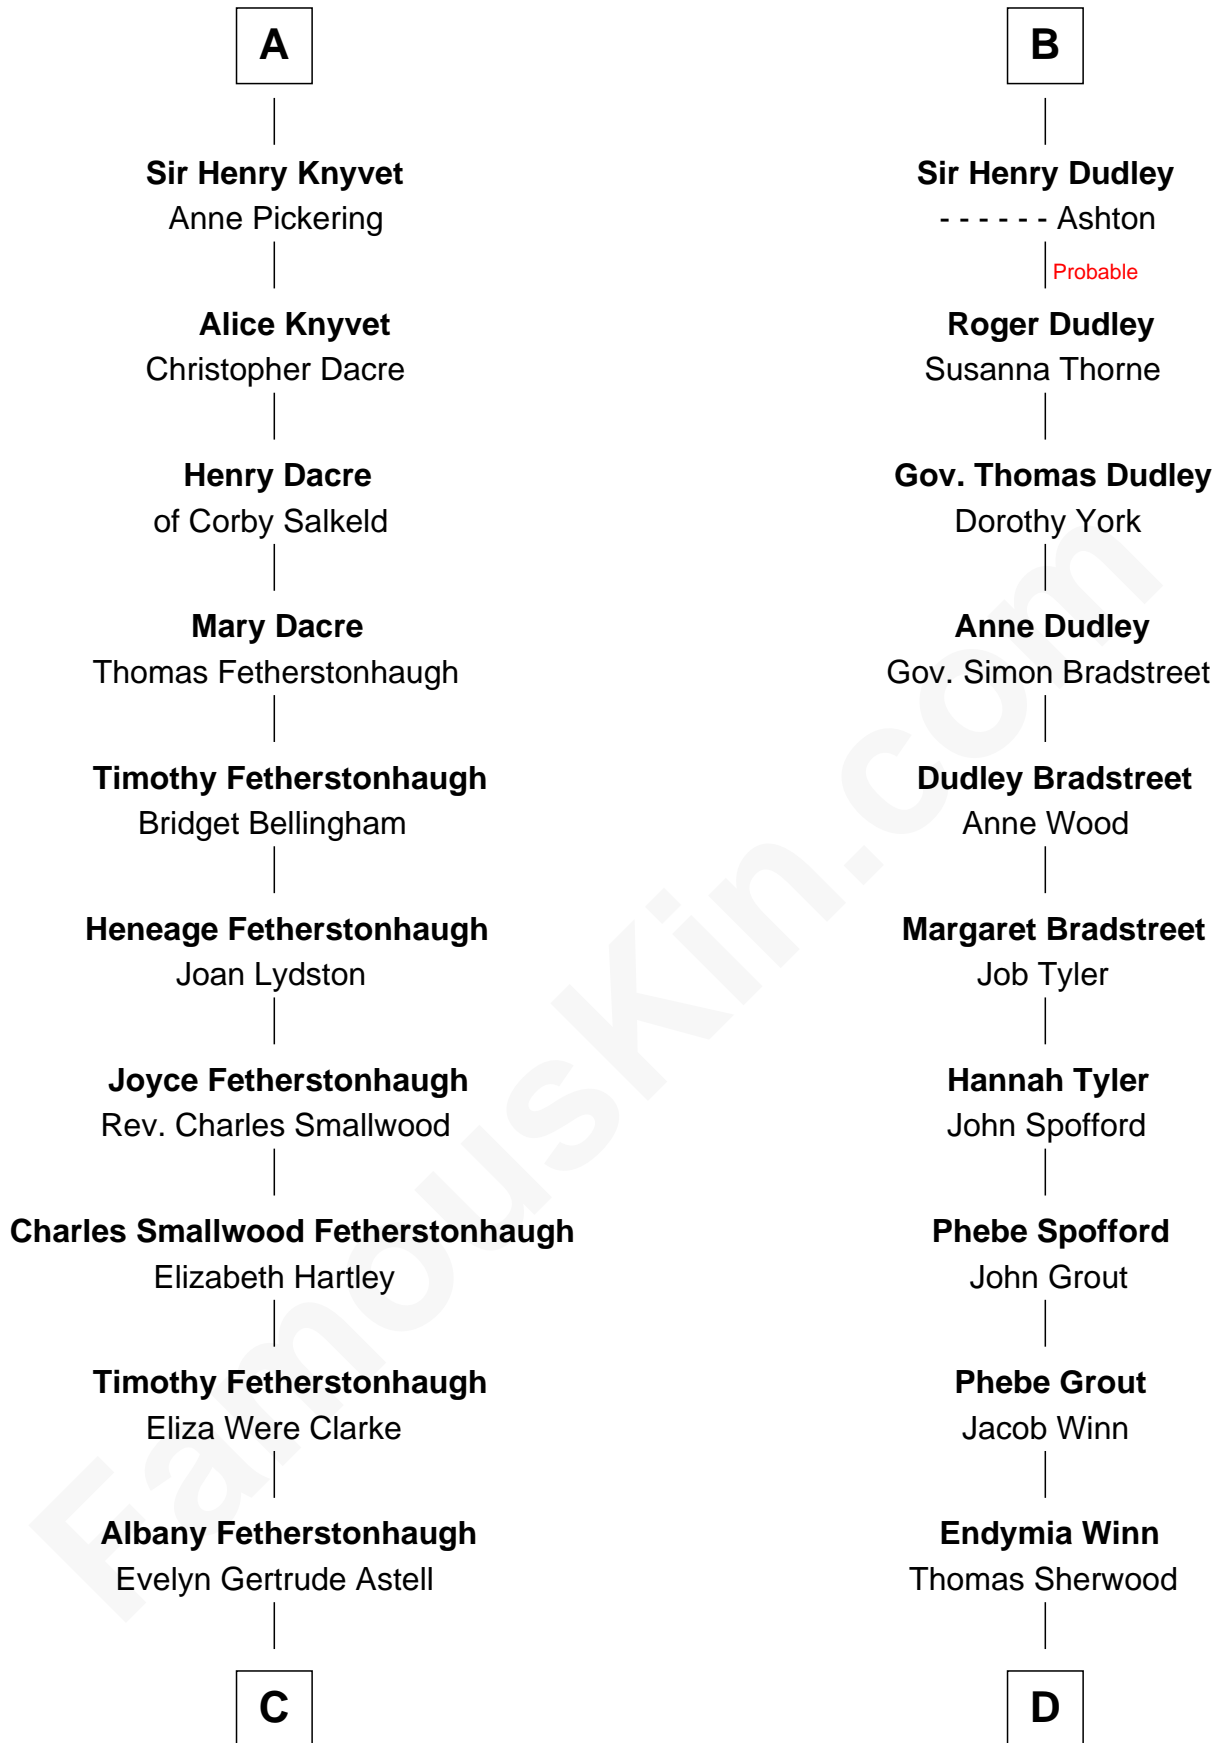 A
Sir Henry Knyvet
Anne Pickering
Alice Knyvet
Christopher Dacre
Henry Dacre
of Corby Salkeld
Mary Dacre
Thomas Fetherstonhaugh
Timothy Fetherstonhaugh
Bridget Bellingham
Heneage Fetherstonhaugh
Joan Lydston
Joyce Fetherstonhaugh
Rev. Charles Smallwood
Charles Smallwood Fetherstonhaugh
Elizabeth Hartley
Timothy Fetherstonhaugh
Eliza Were Clarke
Albany Fetherstonhaugh
Evelyn Gertrude Astell
C
B
Sir Henry Dudley
- - - - - - Ashton
Probable
Roger Dudley
Susanna Thorne
Gov. Thomas Dudley
Dorothy York
Anne Dudley
Gov. Simon Bradstreet
Dudley Bradstreet
Anne Wood
Margaret Bradstreet
Job Tyler
Hannah Tyler
John Spofford
Phebe Spofford
John Grout
Phebe Grout
Jacob Winn
Endymia Winn
Thomas Sherwood
D
FamousKin.com